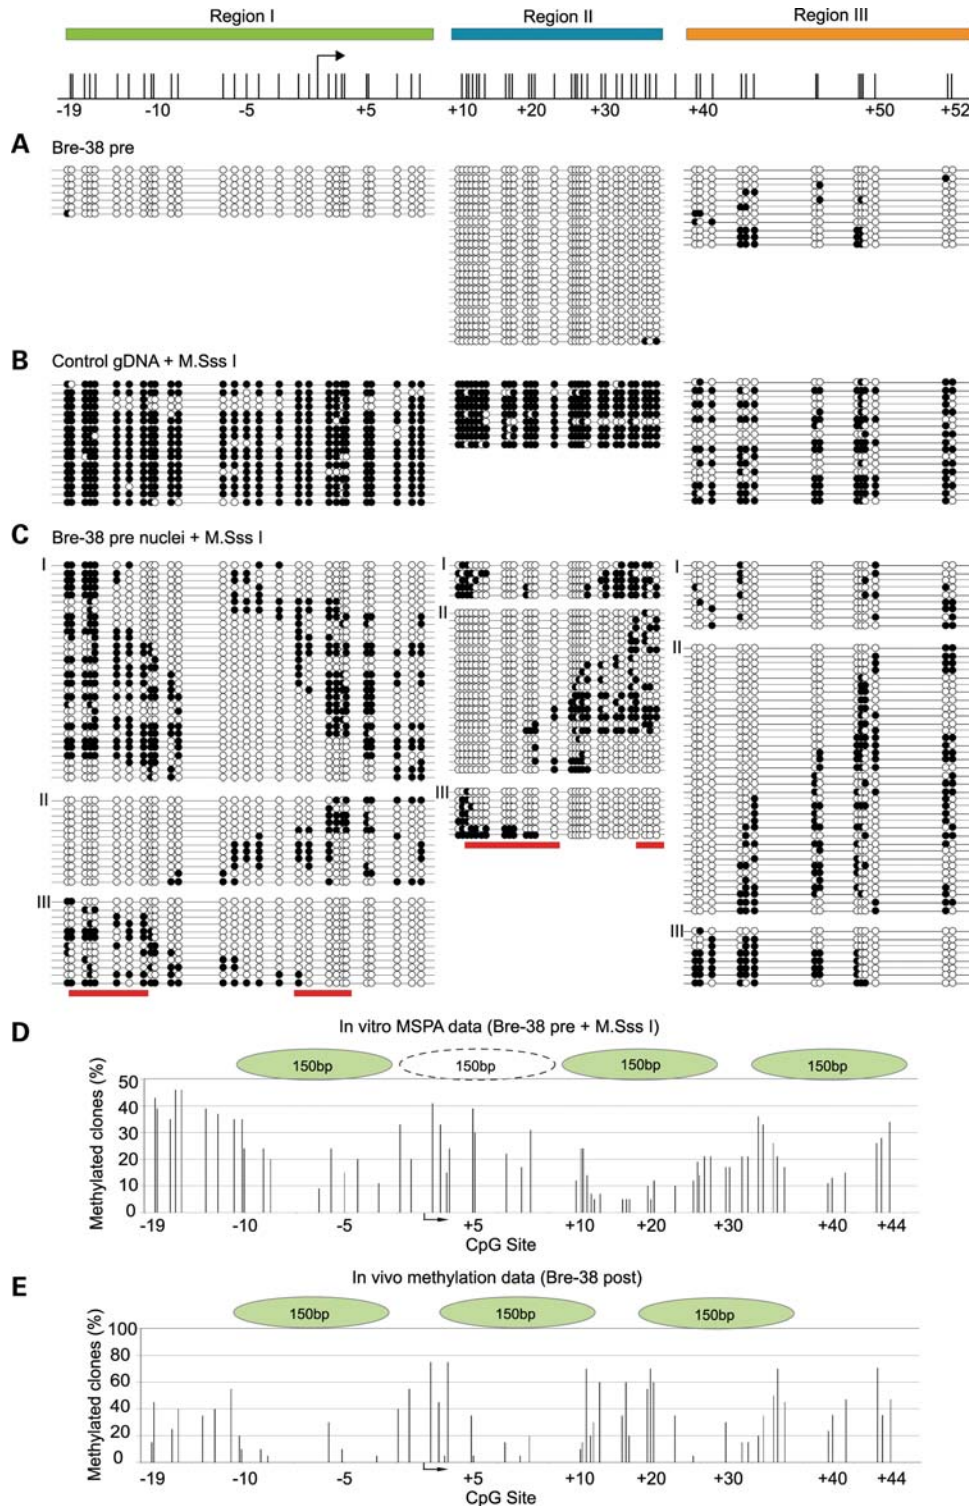 Region I Region II Region III
-19 -10 +5 +10 +20 +30 +40 +50 +52
A Bre-38 pre
B Control gDNA + M.Sss I
C Bre-38 pre nuclei + M.Sss I
I I I
II II II
III III III
D In vitro MSPA data (Bre-38 pre + M.Sss I)
150bp 150bp 150bp 150bp
Methylated clones (%)
50
40
30
20
10
0
-19 -10 -5 +5 +10 +20 +30 +40 +44
CpG Site
E In vivo methylation data (Bre-38 post)
150bp 150bp 150bp
Methylated clones (%)
100
80
60
40
20
0
-19 -10 -5 +5 +10 +20 +30 +40 +44
CpG Site